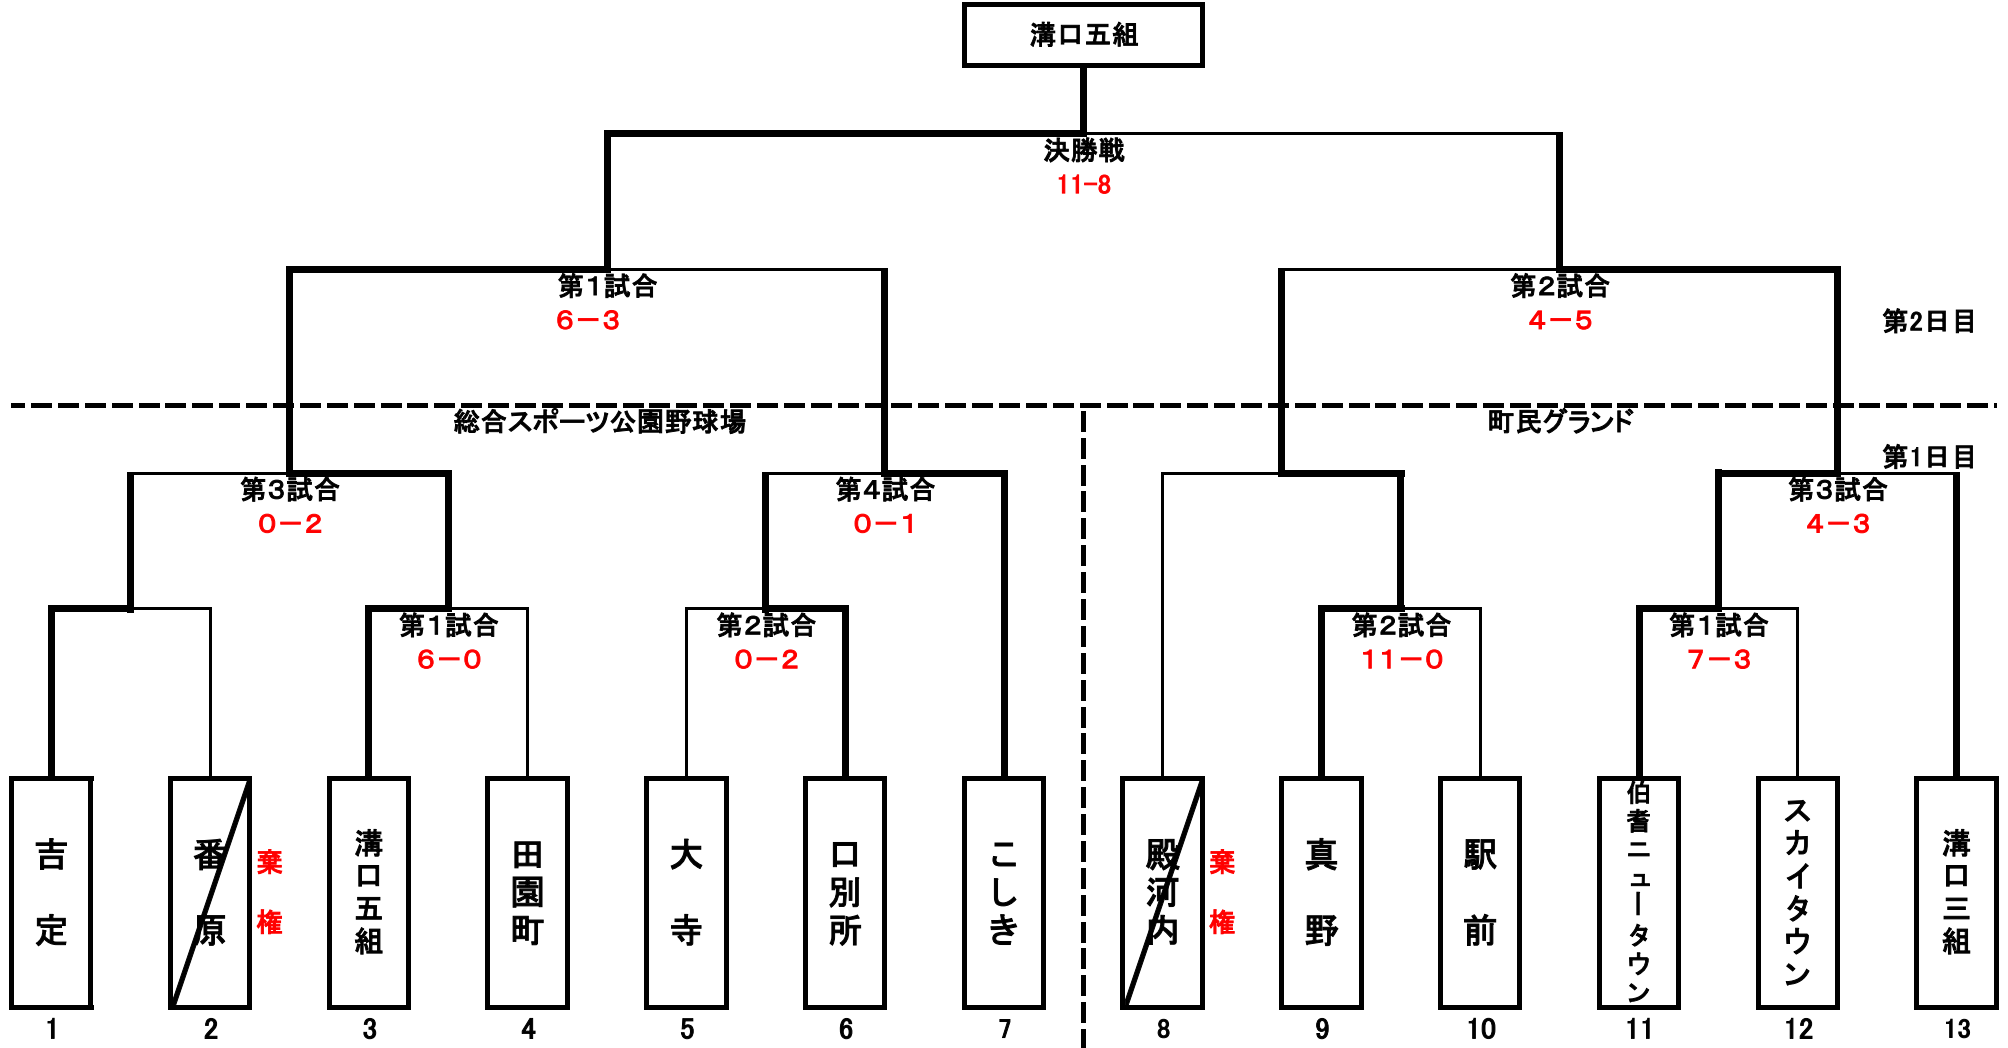 溝口五組
決勝戦
11-8
第1試合
6-3
第2試合
4-5
第2日目
総合スポーツ公園野球場
町民グランド
第1日目
第3試合
0-2
第4試合
0-1
第3試合
4-3
第1試合
6-0
第2試合
0-2
第2試合
11-0
第1試合
7-3
吉定
番原
棄権
溝口五組
田園町
大寺
口別所
こしき
殿河内
棄権
真野
駅前
伯耆ニュータウン
スカイタウン
溝口三組
1
2
3
4
5
6
7
8
9
10
11
12
13